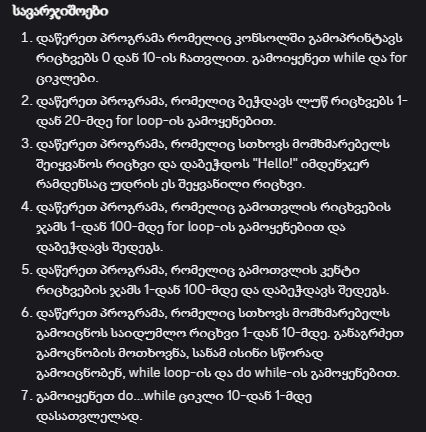 სავარჯიშოები
1. დაწერეთ პროგრამა რომელიც კონსოლში გამოპრინტავს
რიცხვებს 0 დან 10-ის ჩათვლით. გამოიყენეთ while და for
ციკლები.
2. დაწერეთ პროგრამა, რომელიც ბეჭდავს ლუწ რიცხვებს 1-
დან 20-მდე for loop-ის გამოყენებით.
3. დაწერეთ პროგრამა, რომელიც სთხოვს მომხმარებელს
შეიყვანოს რიცხვი და დაბეჭდოს "Hello!" იმდენჯერ
რამდენსაც უდრის ეს შეყვანილი რიცხვი.
4. დაწერეთ პროგრამა, რომელიც გამოთვლის რიცხვების
ჯამს 1-დან 100-მდე for loop-ის გამოყენებით და
დაბეჭდავს შედეგს.
5. დაწერეთ პროგრამა, რომელიც გამოთვლის კენტი
რიცხვების ჯამს 1-დან 100-მდე და დაბეჭდავს შედეგს.
6. დაწერეთ პროგრამა, რომელიც სთხოვს მომხმარებელს
გამოიცნოს საიდუმლო რიცხვი 1-დან 10-მდე. განაგრძეთ
გამოცნობის მოთხოვნა, სანამ ისინი სწორად
გამოიცნობენ, while loop-ის და do while-ის გამოყენებით.
7. გამოიყენეთ do...while ციკლი 10-დან 1-მდე
დასათვლელად.